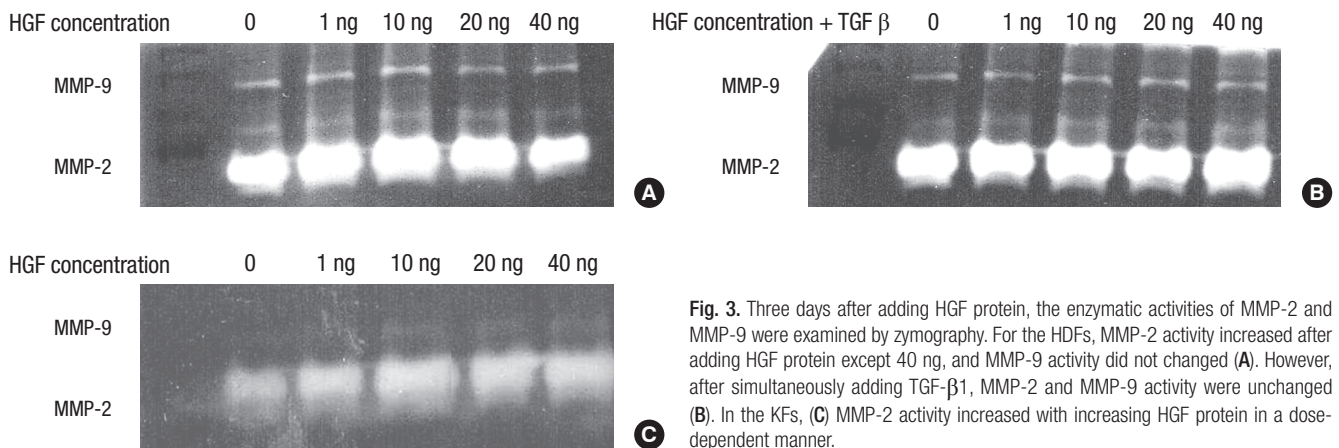 HGF concentration 0 1 ng 10 ng 20 ng 40 ng
MMP-9
MMP-2
A
HGF concentration + TGF β 0 1 ng 10 ng 20 ng 40 ng
MMP-9
MMP-2
B
HGF concentration 0 1 ng 10 ng 20 ng 40 ng
MMP-9
MMP-2
C
Fig. 3. Three days after adding HGF protein, the enzymatic activities of MMP-2 and
MMP-9 were examined by zymography. For the HDFs, MMP-2 activity increased after
adding HGF protein except 40 ng, and MMP-9 activity did not changed (A). However,
after simultaneously adding TGF-β1, MMP-2 and MMP-9 activity were unchanged
(B). In the KFs, (C) MMP-2 activity increased with increasing HGF protein in a dose-
dependent manner.